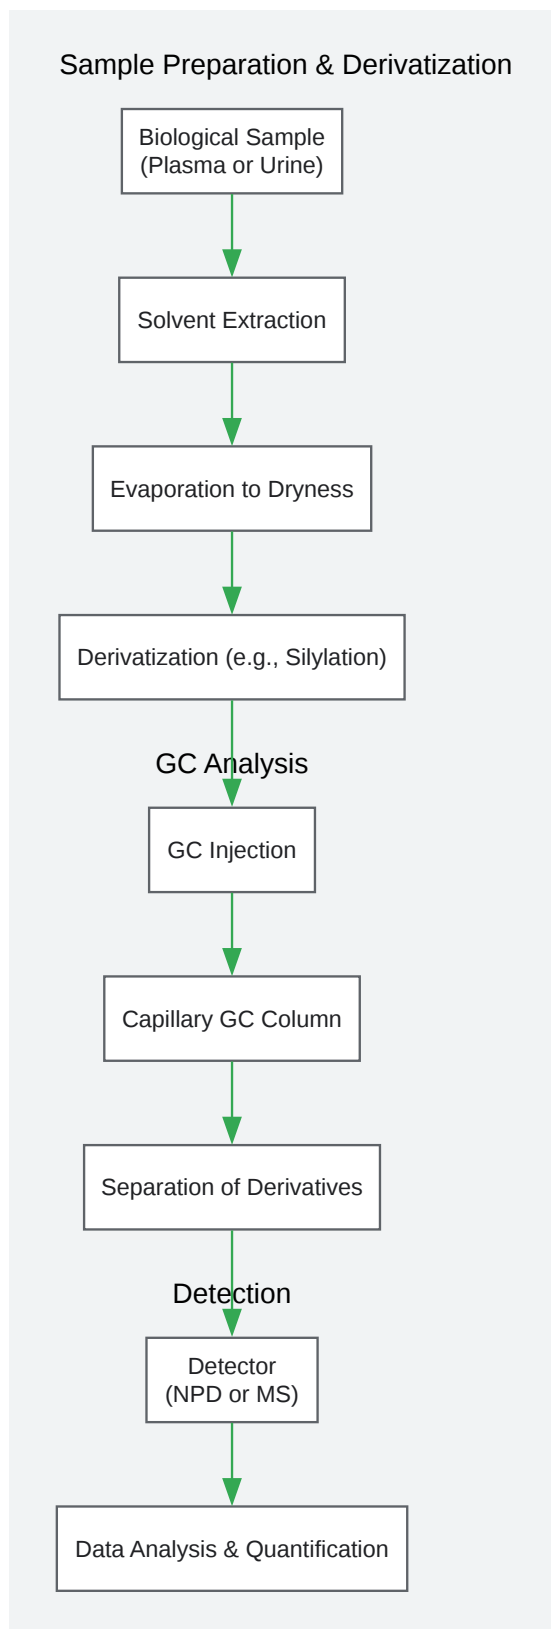 Sample Preparation & Derivatization
Biological Sample
(Plasma or Urine)
Solvent Extraction
Evaporation to Dryness
Derivatization (e.g., Silylation)
GC Analysis
GC Injection
Capillary GC Column
Separation of Derivatives
Detection
Detector
(NPD or MS)
Data Analysis & Quantification